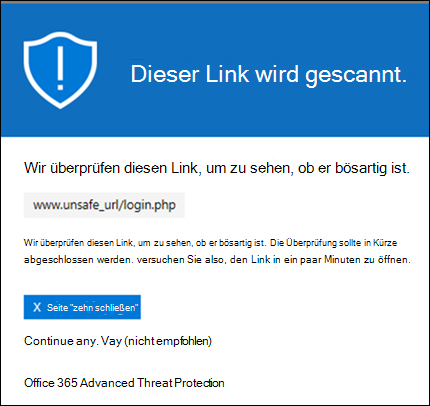 Dieser Link wird gescannt.
Wir überprüfen diesen Link, um zu sehen, ob er bösartig ist.
www.unsafe_url/login.php
Wir überprüfen diesen Link, um zu sehen, ob er bösartig ist. Die Überprüfung sollte in Kürze
abgeschlossen werden. versuchen Sie also, den Link in ein paar Minuten zu öffnen.
X Seite "zehn schließen"
Continue any. Vay (nicht empfohlen)
Office 365 Advanced Threat Protection